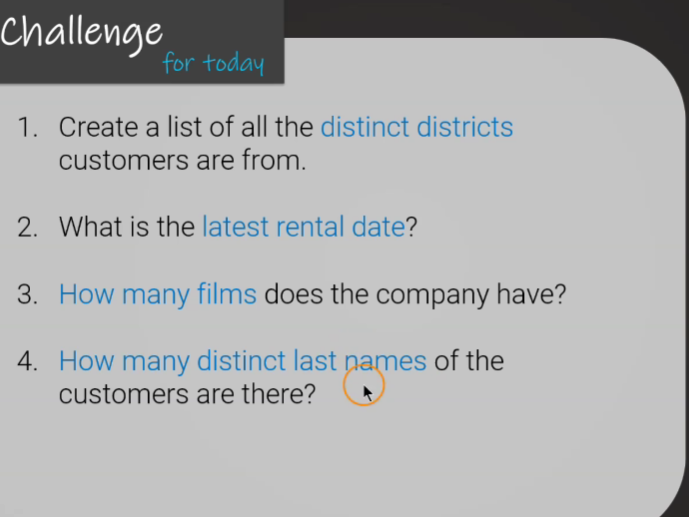 Challenge
for today
1. Create a list of all the distinct districts
customers are from.
2. What is the latest rental date?
3. How many films does the company have?
4. How many distinct last names of the
customers are there?